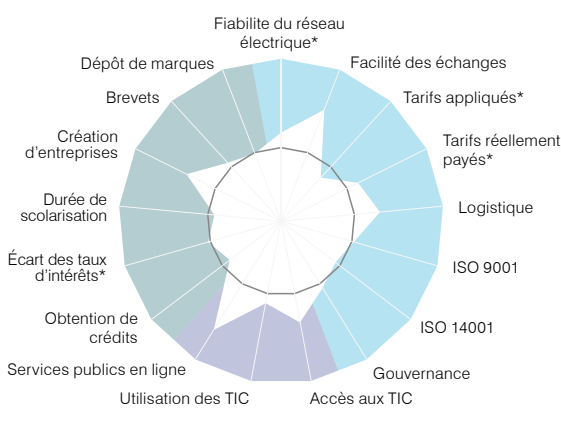 Fiabilite du réseau
électrique*
Facilité des échanges
Tarifs appliqués*
Tarifs réellement
payés*
Logistique
ISO 9001
ISO 14001
Gouvernance
Accès aux TIC
Utilisation des TIC
Services publics en ligne
Obtention de
crédits
Écart des taux
d'intérêts*
Durée de
scolarisation
Création
d'entreprises
Brevets
Dépôt de marques